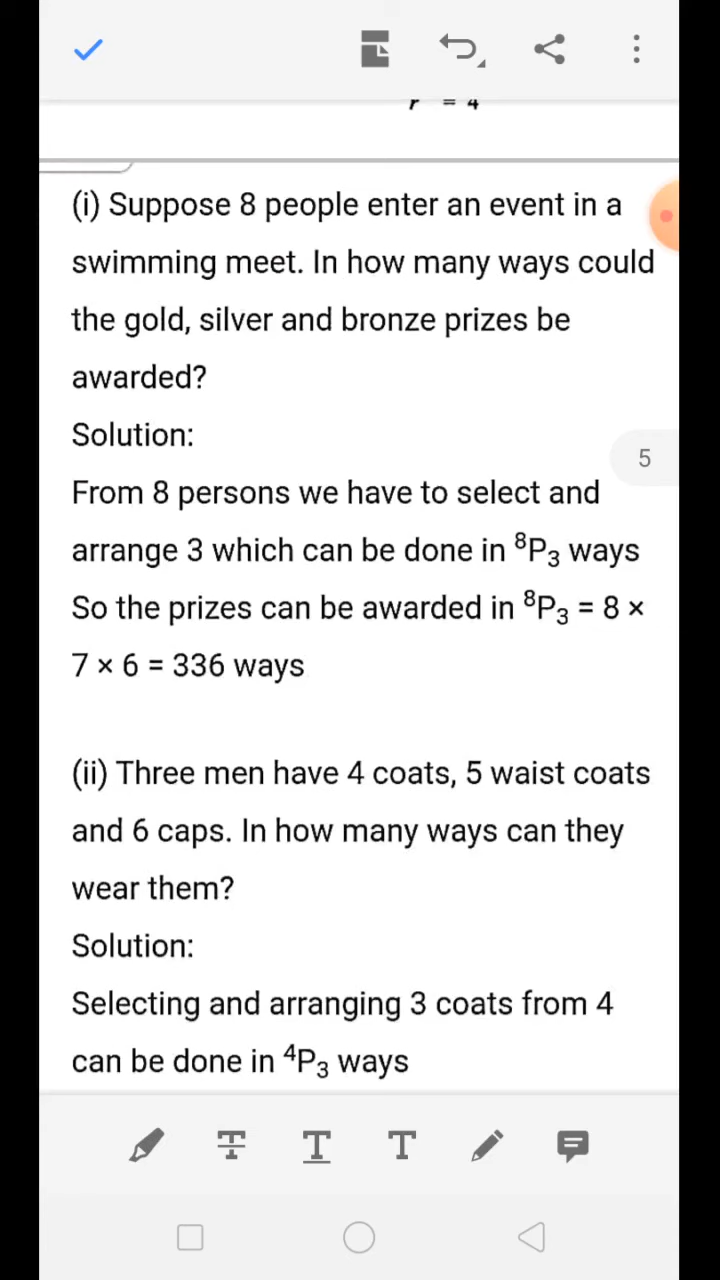 r = 4
(i) Suppose 8 people enter an event in a
swimming meet. In how many ways could
the gold, silver and bronze prizes be
awarded?
Solution:
5
From 8 persons we have to select and
arrange 3 which can be done in ⁸P₃ ways
So the prizes can be awarded in ⁸P₃ = 8 ×
7 × 6 = 336 ways
(ii) Three men have 4 coats, 5 waist coats
and 6 caps. In how many ways can they
wear them?
Solution:
Selecting and arranging 3 coats from 4
can be done in ⁴P₃ ways
T T T